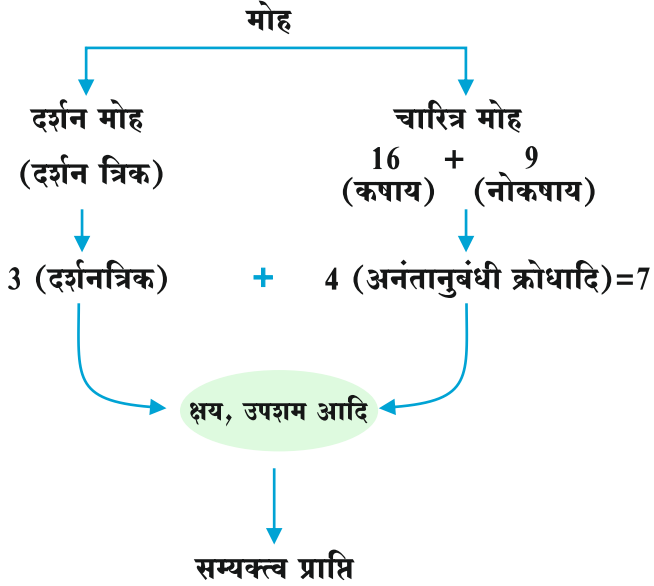 मोह
दर्शन मोह चारित्र मोह
(दर्शन त्रिक) 16 + 9
(कषाय) (नोकषाय)
3 (दर्शनत्रिक) + 4 (अनंतानुबंधी क्रोधादि)=7
क्षय, उपशम आदि
सम्यक्त्व प्राप्ति